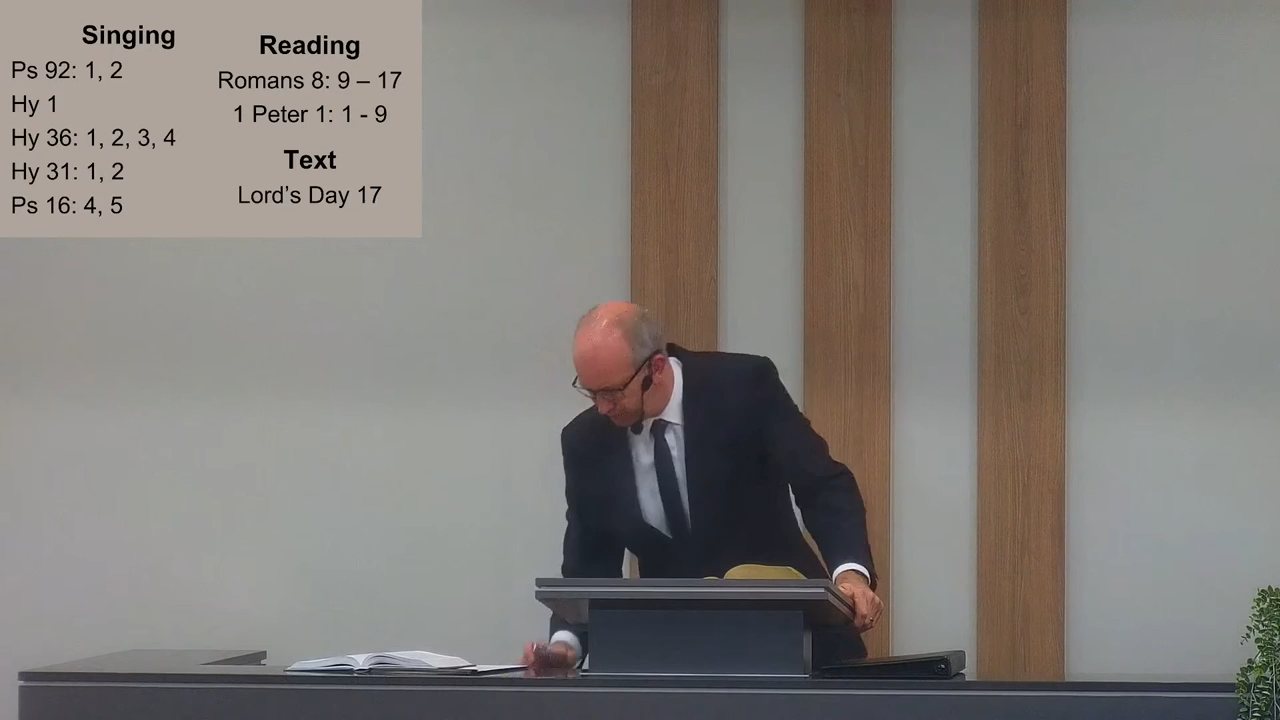 Singing
Ps 92: 1, 2
Hy 1
Hy 36: 1, 2, 3, 4
Hy 31: 1, 2
Ps 16: 4, 5
Reading
Romans 8: 9 – 17
1 Peter 1: 1 - 9
Text
Lord’s Day 17